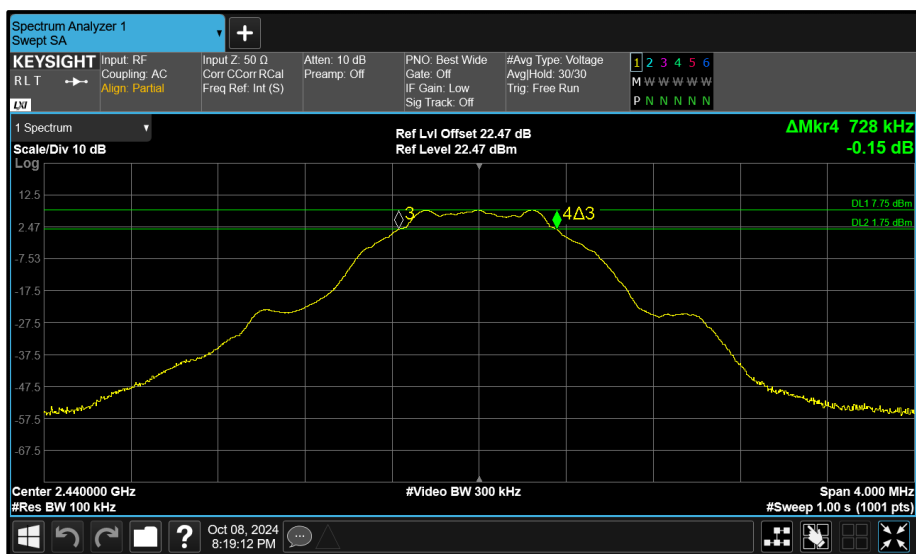 Spectrum Analyzer 1
Swept SA
+
KEYSIGHT
R L T
LXI
Input: RF
Coupling: AC
Align: Partial
Input Z: 50 Ω
Corr CCorr RCal
Freq Ref: Int (S)
Atten: 10 dB
Preamp: Off
PNO: Best Wide
Gate: Off
IF Gain: Low
Sig Track: Off
#Avg Type: Voltage
Avg|Hold: 30/30
Trig: Free Run
1 2 3 4 5 6
M W W W W W
P N N N N N
1 Spectrum
Scale/Div 10 dB
Ref Lvl Offset 22.47 dB
Ref Level 22.47 dBm
ΔMkr4 728 kHz
-0.15 dB
Log
12.5
2.47
-7.53
-17.5
-27.5
-37.5
-47.5
-57.5
-67.5
3
4Δ3
DL1 7.75 dBm
DL2 1.75 dBm
Center 2.440000 GHz
#Res BW 100 kHz
#Video BW 300 kHz
Span 4.000 MHz
#Sweep 1.00 s (1001 pts)
?
Oct 08, 2024
8:19:12 PM